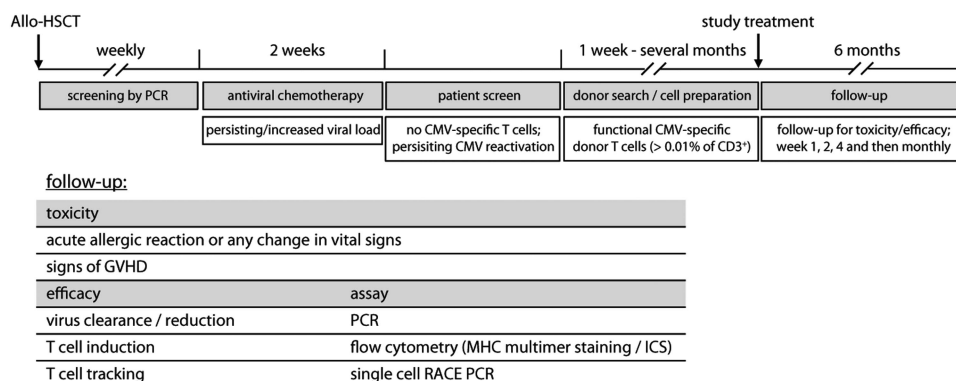 Allo-HSCT
study treatment
weekly
2 weeks
1 week - several months
6 months
screening by PCR
antiviral chemotherapy
patient screen
donor search / cell preparation
follow-up
persisting/increased viral load
no CMV-specific T cells;
persisiting CMV reactivation
functional CMV-specific
donor T cells (> 0.01% of CD3⁺)
follow-up for toxicity/efficacy;
week 1, 2, 4 and then monthly
follow-up:
toxicity
acute allergic reaction or any change in vital signs
signs of GVHD
efficacy assay
virus clearance / reduction PCR
T cell induction flow cytometry (MHC multimer staining / ICS)
T cell tracking single cell RACE PCR